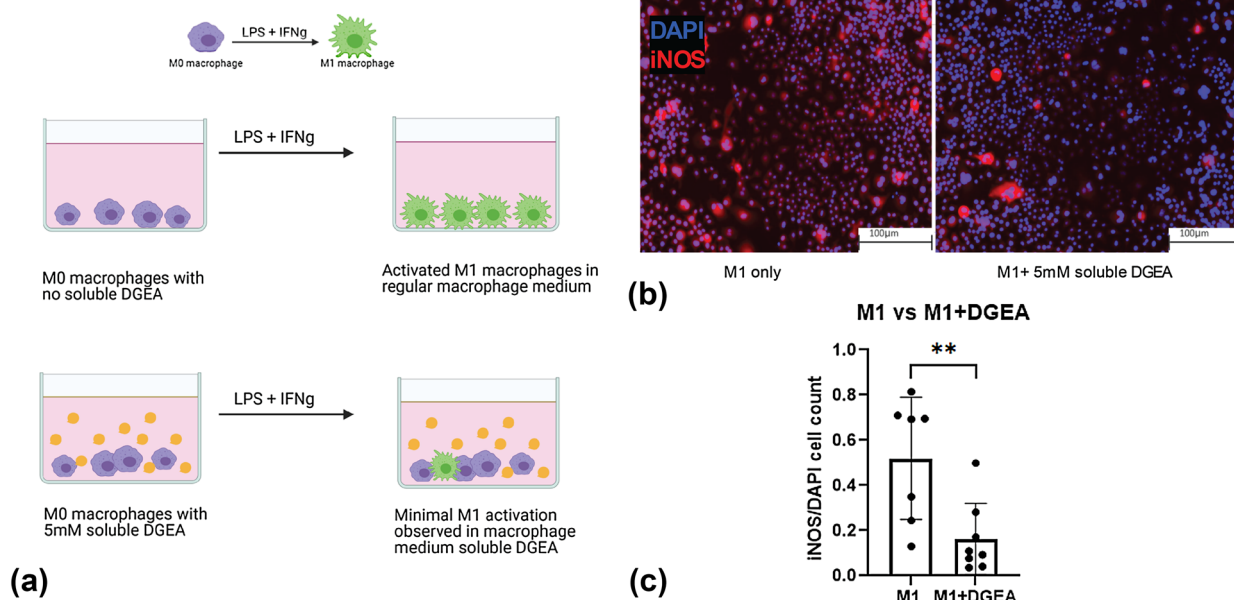 LPS + IFNg
M0 macrophage
M1 macrophage
LPS + IFNg
M0 macrophages with
no soluble DGEA
Activated M1 macrophages in
regular macrophage medium
LPS + IFNg
M0 macrophages with
5mM soluble DGEA
Minimal M1 activation
observed in macrophage
medium soluble DGEA
(a)
DAPI
iNOS
100μm
100μm
M1 only
M1+ 5mM soluble DGEA
(b)
M1 vs M1+DGEA
**
iNOS/DAPI cell count
1.0
0.8
0.6
0.4
0.2
0.0
M1
M1+DGEA
(c)